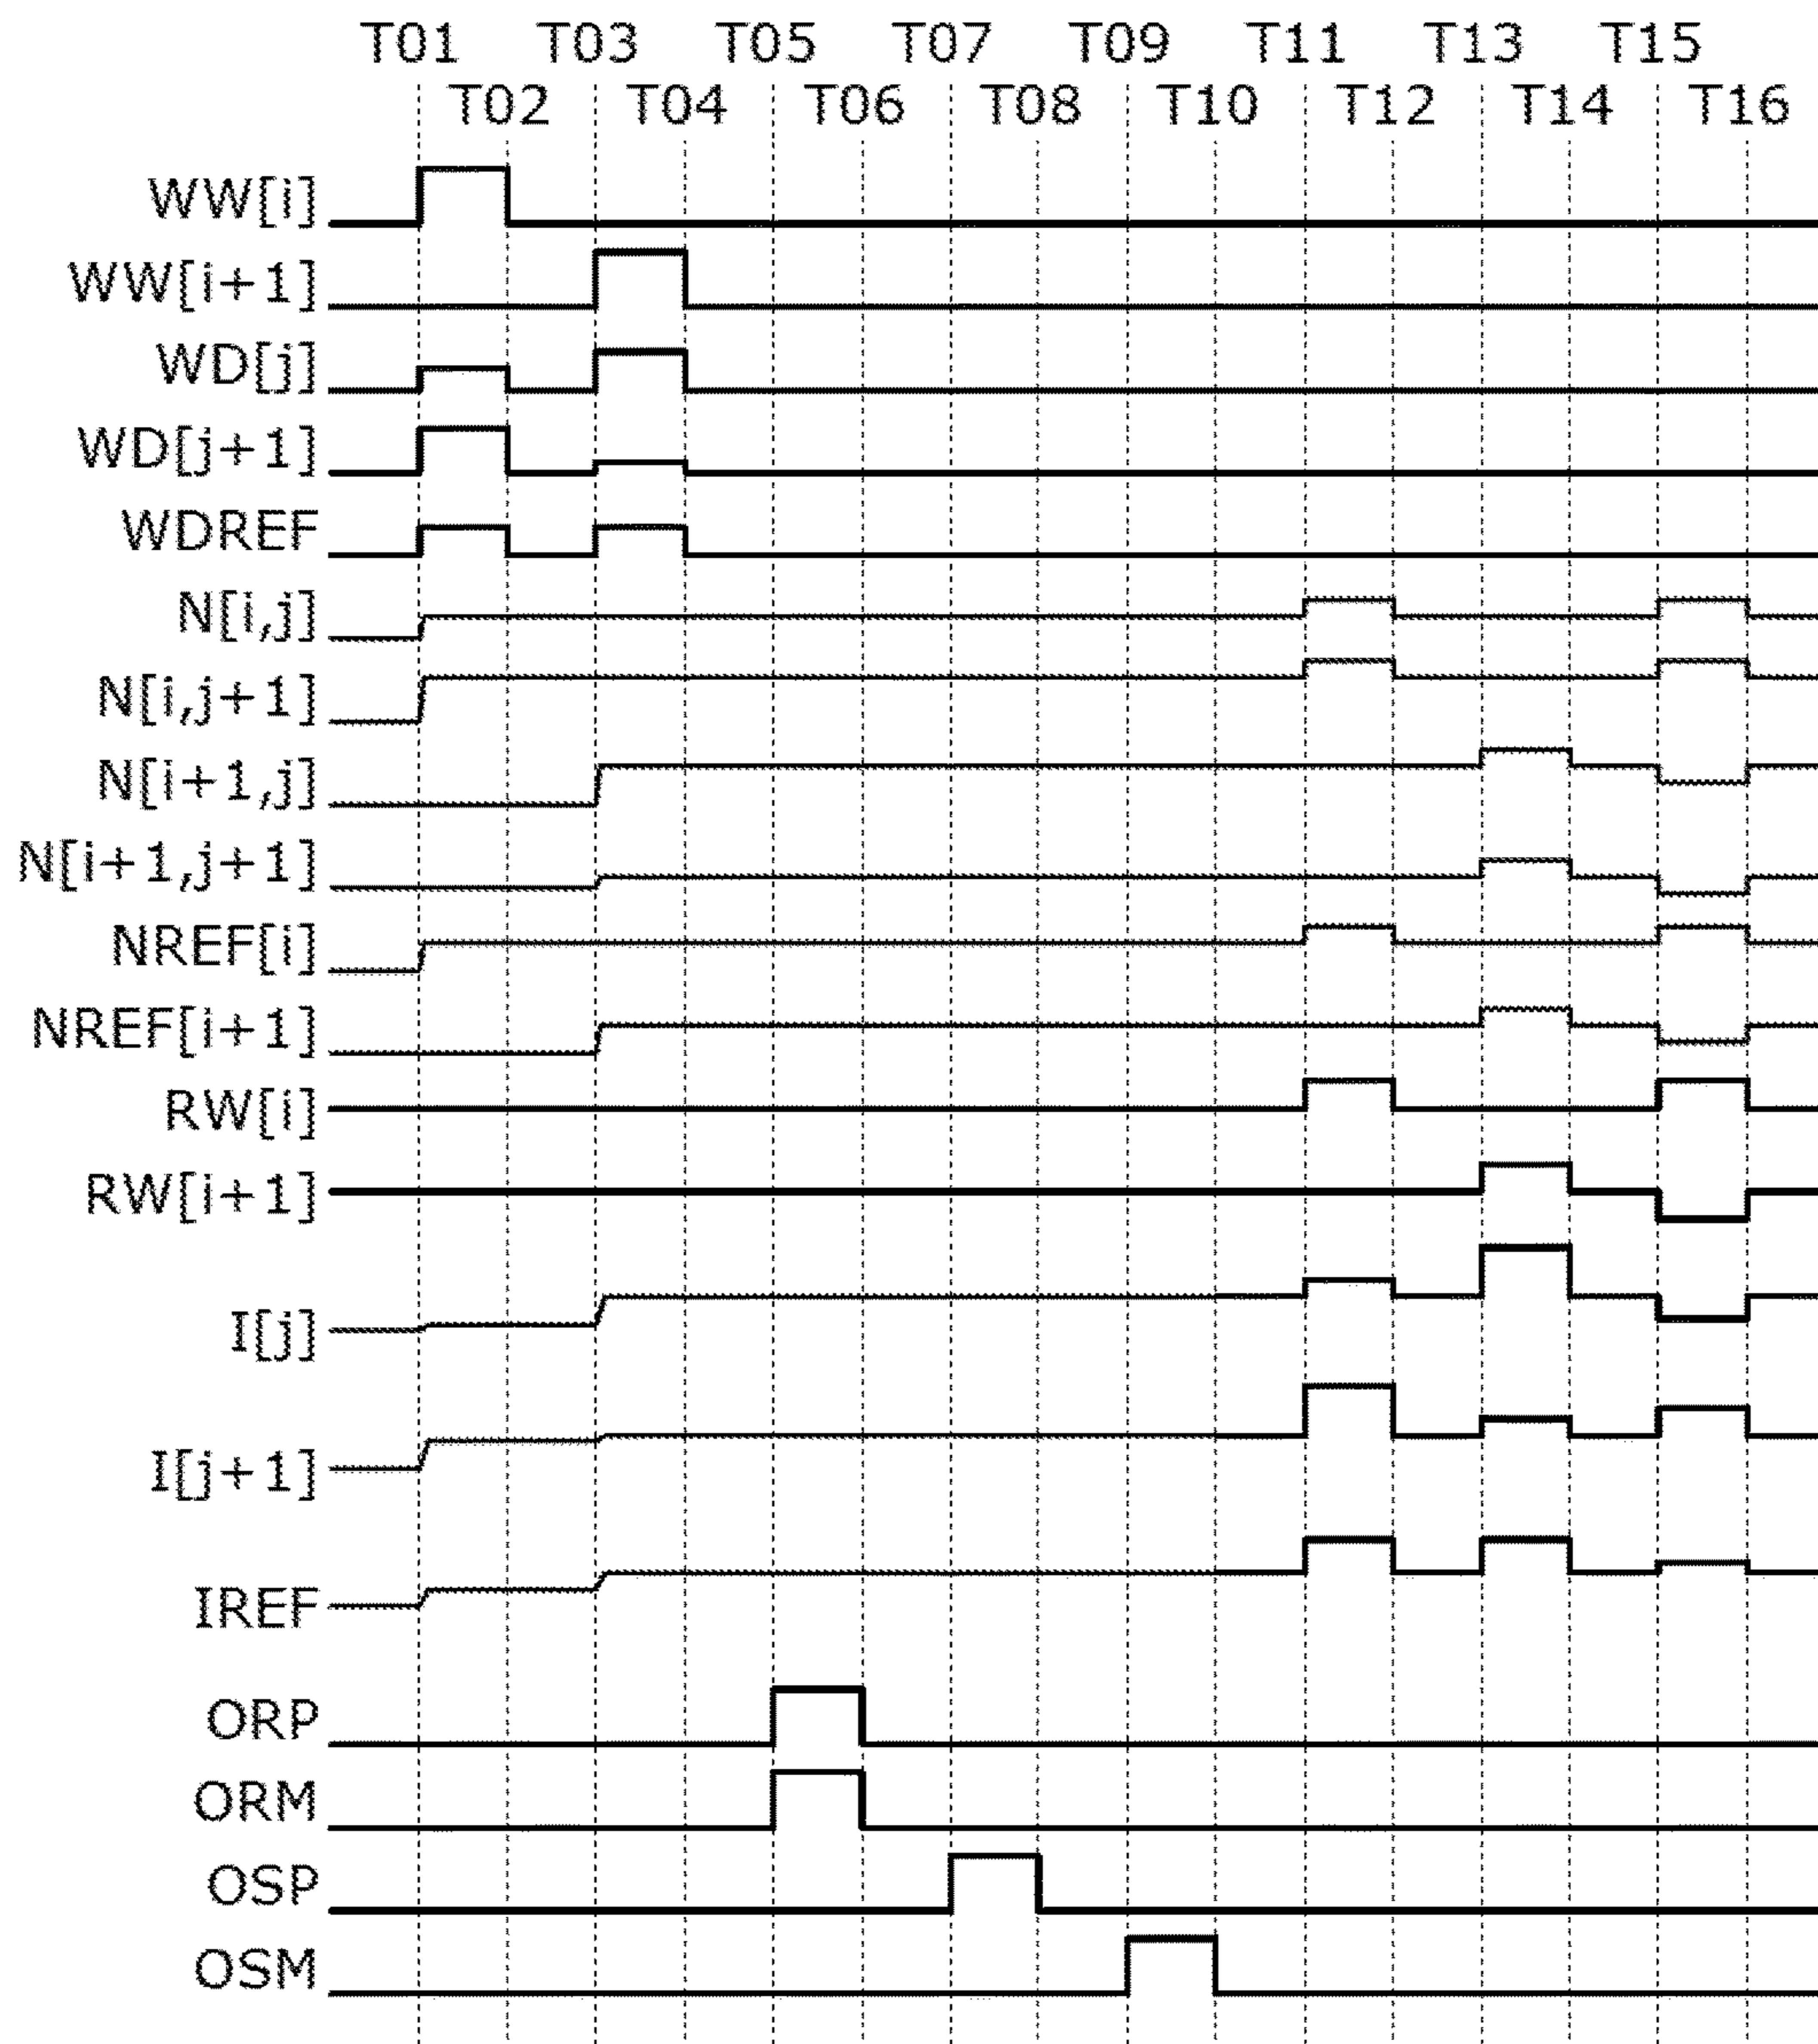 T01 T03 T05 T07 T09 T11 T13 T15
T02 T04 T06 T08 T10 T12 T14 T16
WW[i]
WW[i+1]
WD[j]
WD[j+1]
WDREF
N[i,j]
N[i,j+1]
N[i+1,j]
N[i+1,j+1]
NREF[i]
NREF[i+1]
RW[i]
RW[i+1]
I[j]
I[j+1]
IREF
ORP
ORM
OSP
OSM